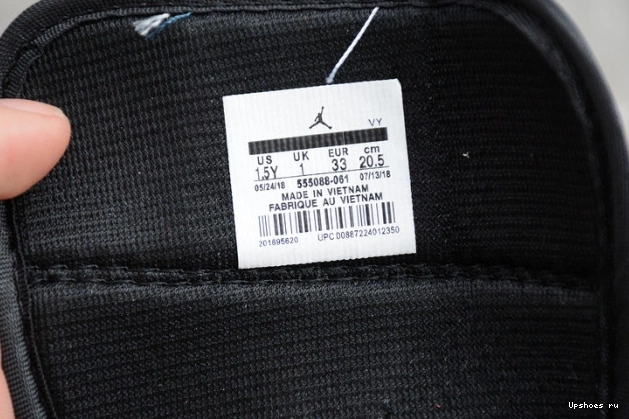 VY
US UK EUR cm
1.5Y 1 33 20.5
05/24/18 555088-061 07/13/18
MADE IN VIETNAM
FABRIQUE AU VIETNAM
201695620 UPC 00887224012350
Upshoes ru